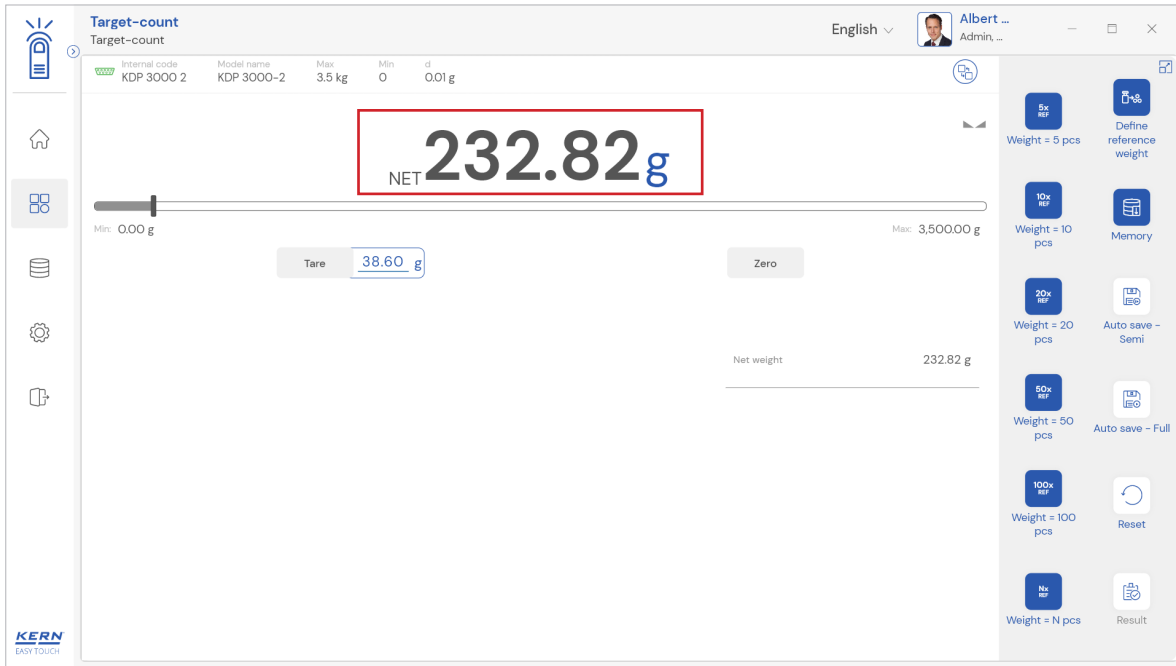 Target-count
Target-count
English
Albert ...
Admin, ...
Internal code
KDP 3000 2
Model name
KDP 3000-2
Max
3.5 kg
Min
0
d
0.01 g
NET 232.82 g
Min: 0.00 g
Max: 3,500.00 g
Tare 38.60 g
Zero
Net weight 232.82 g
5x
REF
Weight = 5 pcs
Define
reference
weight
10x
REF
Weight = 10
pcs
Memory
20x
REF
Weight = 20
pcs
Auto save -
Semi
50x
REF
Weight = 50
pcs
Auto save - Full
100x
REF
Weight = 100
pcs
Reset
Nx
REF
Weight = N pcs
Result
KERN
EASY TOUCH